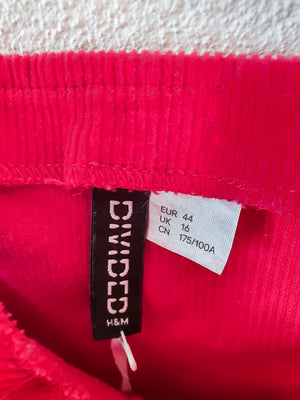 DIVIDED
H&M
EUR 44
UK 16
CN 175/100A